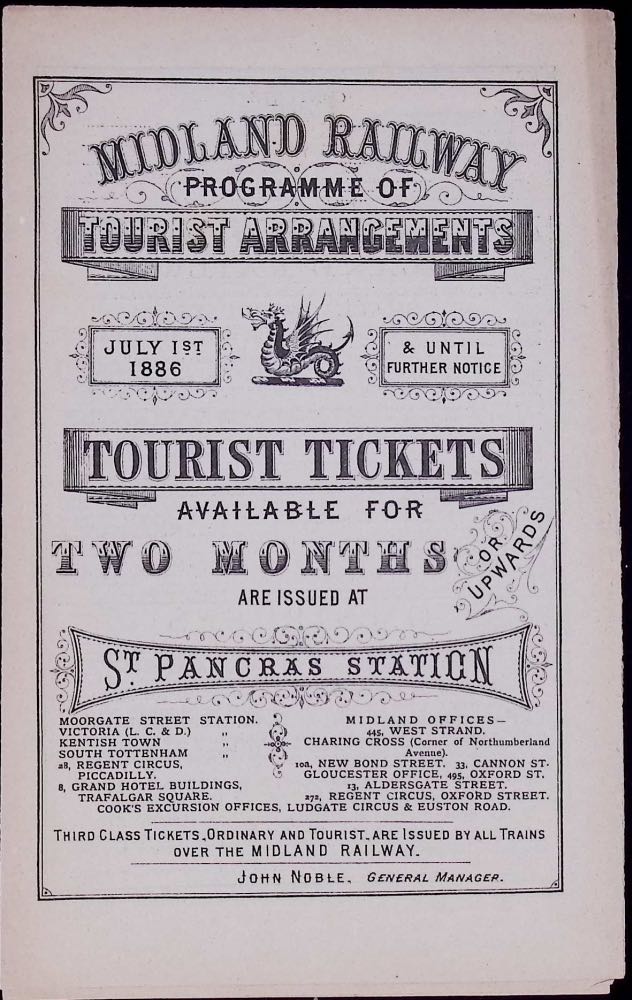 MIDLAND RAILWAY
PROGRAMME OF
TOURIST ARRANGEMENTS
JULY 1ST
1886
& UNTIL
FURTHER NOTICE
TOURIST TICKETS
AVAILABLE FOR
TWO MONTHS
OR
UPWARDS
ARE ISSUED AT
ST PANCRAS STATION
MOORGATE STREET STATION.
VICTORIA (L. C. & D.) ,,
KENTISH TOWN ,,
SOUTH TOTTENHAM ,,
28, REGENT CIRCUS,
PICCADILLY.
8, GRAND HOTEL BUILDINGS,
TRAFALGAR SQUARE.
MIDLAND OFFICES—
445, WEST STRAND.
CHARING CROSS (Corner of Northumberland
Avenne).
10a, NEW BOND STREET. 33, CANNON ST.
GLOUCESTER OFFICE, 495, OXFORD ST.
13, ALDERSGATE STREET.
272, REGENT CIRCUS, OXFORD STREET.
COOK'S EXCURSION OFFICES, LUDGATE CIRCUS & EUSTON ROAD.
THIRD CLASS TICKETS, ORDINARY AND TOURIST, ARE ISSUED BY ALL TRAINS
OVER THE MIDLAND RAILWAY.
JOHN NOBLE, GENERAL MANAGER.